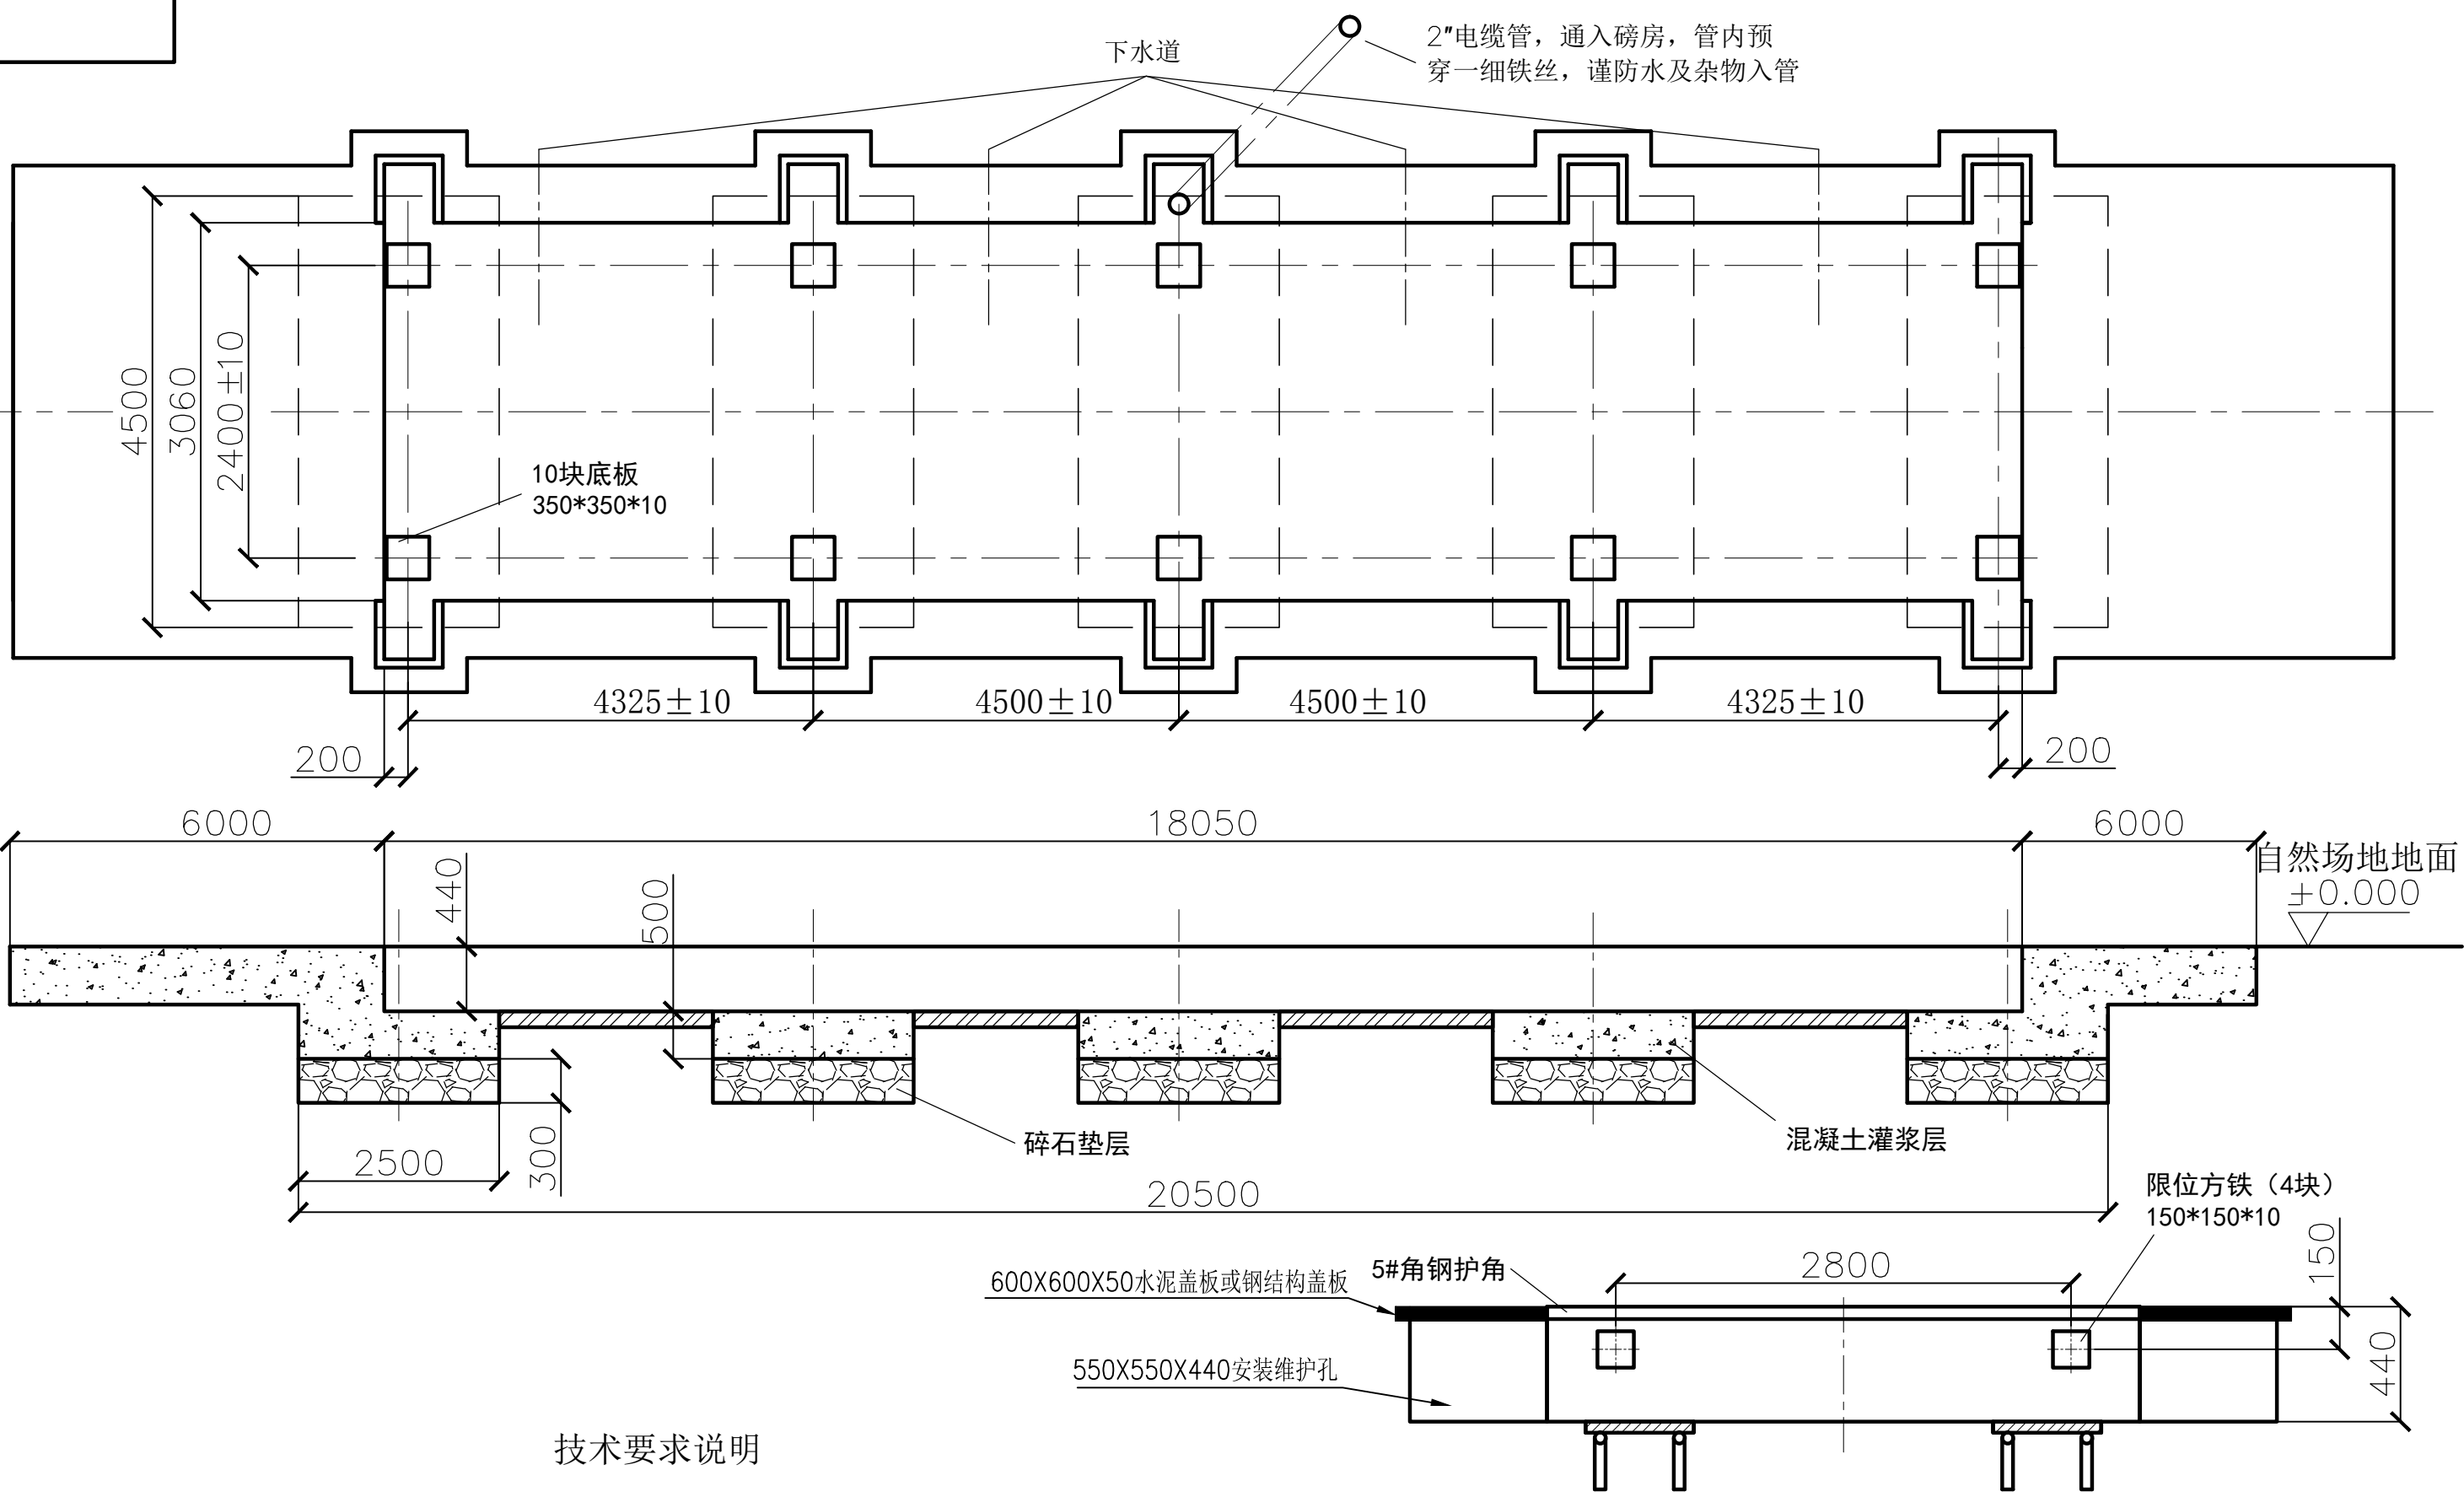 下水道
2"电缆管，通入磅房，管内预
穿一细铁丝，谨防水及杂物入管
4500
3060
2400±10
10块底板
350*350*10
4325±10
4500±10
4500±10
4325±10
200
200
6000
18050
6000
自然场地地面
±0.000
440
500
碎石垫层
混凝土灌浆层
2500
300
20500
限位方铁（4块）
150*150*10
600X600X50水泥盖板或钢结构盖板
5#角钢护角
2800
150
550X550X440安装维护孔
440
技术要求说明